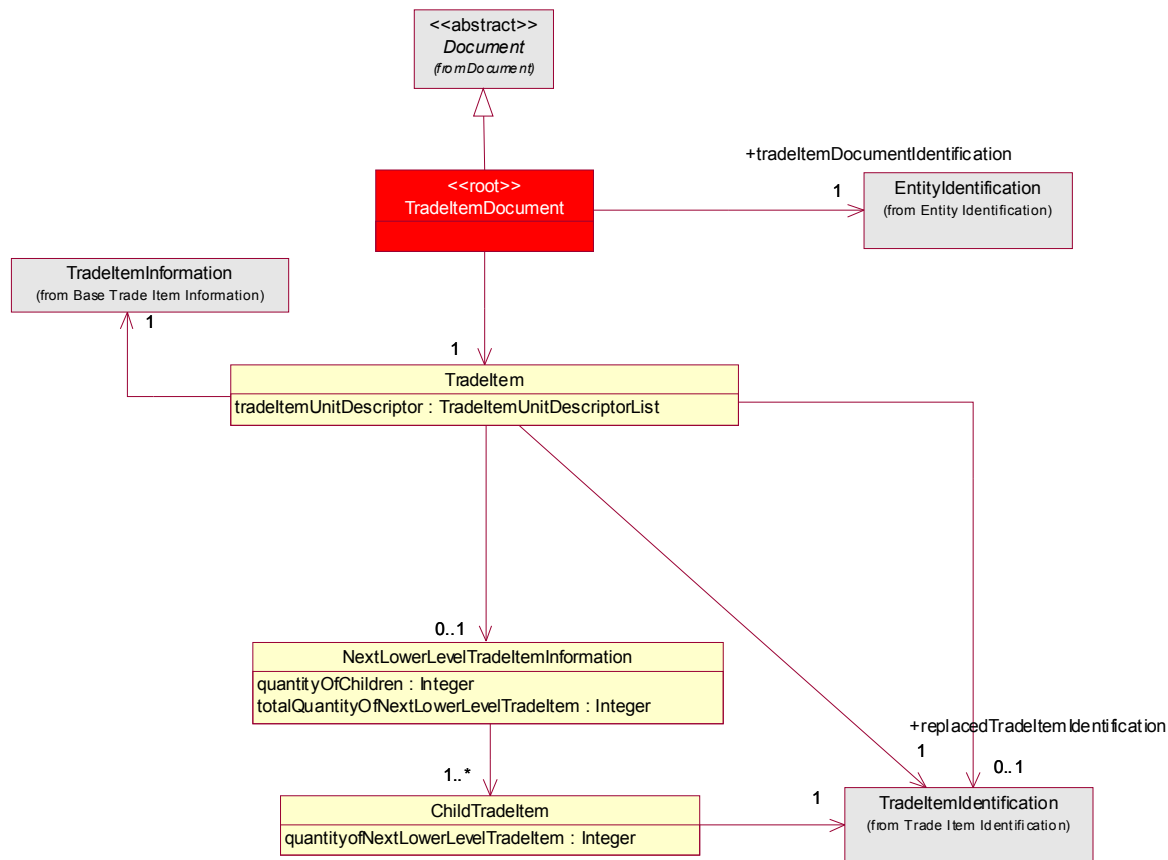 <<abstract>>
Document
(from Document)
+tradeItemDocumentIdentification
<<root>>
TradeItemDocument
1
EntityIdentification
(from Entity Identification)
TradeItemInformation
(from Base Trade Item Information)
1
1
TradeItem
tradeItemUnitDescriptor : TradeItemUnitDescriptorList
0..1
NextLowerLevelTradeItemInformation
quantityOfChildren : Integer
totalQuantityOfNextLowerLevelTradeItem : Integer
+replacedTradeItemIdentification
1
0..1
1..*
ChildTradeItem
quantityofNextLowerLevelTradeItem : Integer
1
TradeItemIdentification
(from Trade Item Identification)